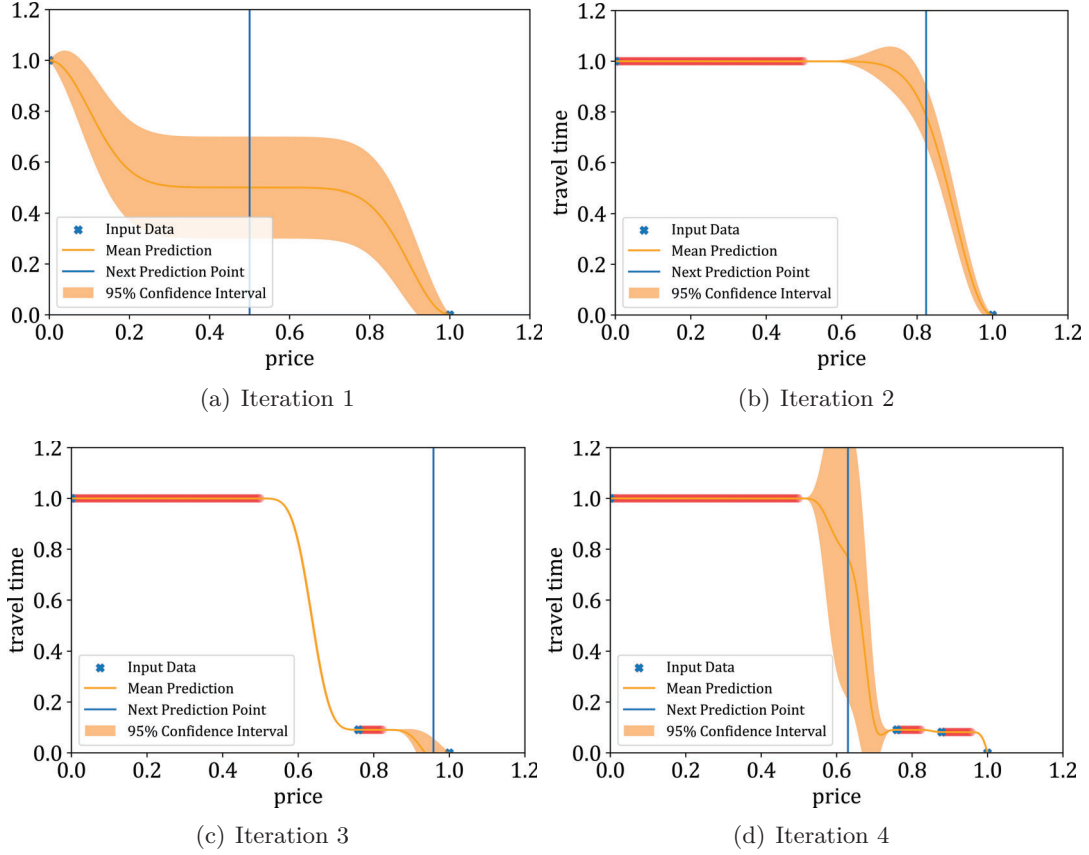 1.2
1.0
0.8
0.6
0.4
0.2
0.0
Input Data
Mean Prediction
Next Prediction Point
95% Confidence Interval
0.0 0.2 0.4 0.6 0.8 1.0 1.2
price
(a) Iteration 1
travel time
1.2
1.0
0.8
0.6
0.4
0.2
0.0
Input Data
Mean Prediction
Next Prediction Point
95% Confidence Interval
0.0 0.2 0.4 0.6 0.8 1.0 1.2
price
(b) Iteration 2
travel time
1.2
1.0
0.8
0.6
0.4
0.2
0.0
Input Data
Mean Prediction
Next Prediction Point
95% Confidence Interval
0.0 0.2 0.4 0.6 0.8 1.0 1.2
price
(c) Iteration 3
travel time
1.2
1.0
0.8
0.6
0.4
0.2
0.0
Input Data
Mean Prediction
Next Prediction Point
95% Confidence Interval
0.0 0.2 0.4 0.6 0.8 1.0 1.2
price
(d) Iteration 4